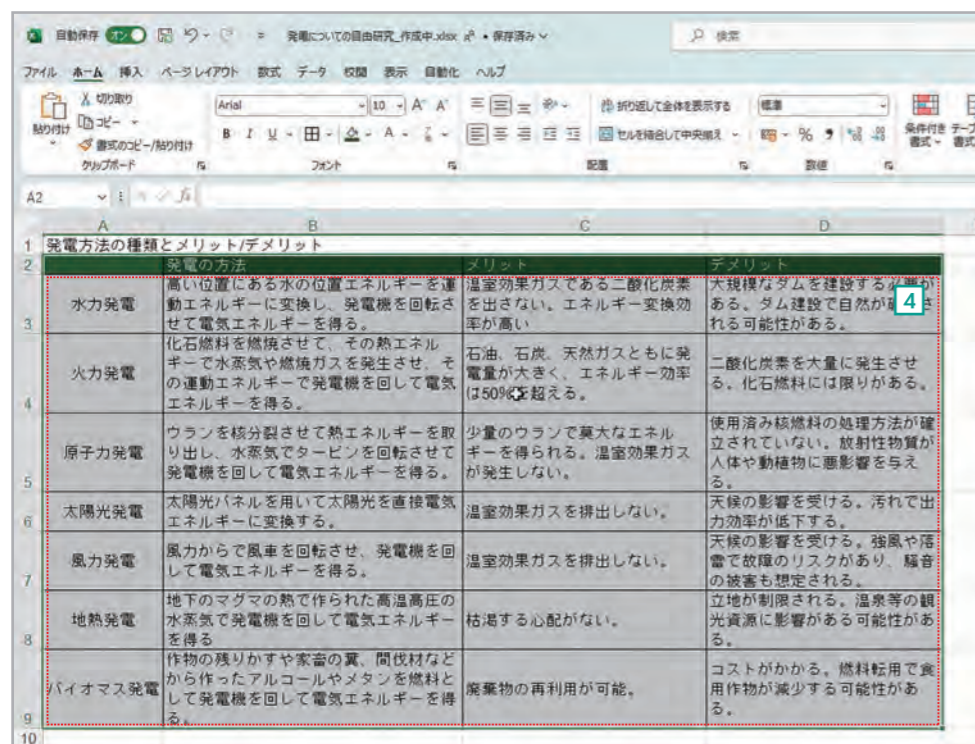 自動保存 オン 発電についての自由研究_作成中.xlsx • 保存済み 検索
ファイル ホーム 挿入 ページ レイアウト 数式 データ 校閲 表示 自動化 ヘルプ
貼り付け 切り取り コピー 書式のコピー/貼り付け
Arial 10 A A
B I U A
折り返して全体を表示する
セルを結合して中央揃え
標準
%
条件付き書式
クリップボード フォント 配置 数値
A2 fx
A B C D
1 発電方法の種類とメリット/デメリット
2 発電の方法 メリット デメリット
3 水力発電
高い位置にある水の位置エネルギーを運
動エネルギーに変換し、発電機を回転さ
せて電気エネルギーを得る。
温室効果ガスである二酸化炭素
を出さない。エネルギー変換効
率が高い
大規模なダムを建設する必要が
ある。ダム建設で自然が さ
れる可能性がある。
4
4 火力発電
化石燃料を燃焼させて、その熱エネル
ギーで水蒸気や燃焼ガスを発生させ、そ
の運動エネルギーで発電機を回して電気
エネルギーを得る。
石油、石炭、天然ガスともに発
電量が大きく、エネルギー効率
は50%を超える。
二酸化炭素を大量に発生させ
る。化石燃料には限りがある。
5 原子力発電
ウランを核分裂させて熱エネルギーを取
り出し、水蒸気でタービンを回転させて
発電機を回して電気エネルギーを得る。
少量のウランで莫大なエネル
ギーを得られる。温室効果ガス
が発生しない。
使用済み核燃料の処理方法が確
立されていない。放射性物質が
人体や動植物に悪影響を与え
る。
6 太陽光発電
太陽光パネルを用いて太陽光を直接電気
エネルギーに変換する。
温室効果ガスを排出しない。
天候の影響を受ける。汚れで出
力効率が低下する。
7 風力発電
風力からで風車を回転させ、発電機を回
して電気エネルギーを得る。
温室効果ガスを排出しない。
天候の影響を受ける。強風や落
雷で故障のリスクがあり、騒音
の被害も想定される。
8 地熱発電
地下のマグマの熱で作られた高温高圧の
水蒸気で発電機を回して電気エネルギー
を得る
枯渇する心配がない。
立地が制限される。温泉等の観
光資源に影響がある可能性があ
る。
9 バイオマス発電
作物の残りかすや家畜の糞、間伐材など
から作ったアルコールやメタンを燃料と
して発電機を回して電気エネルギーを得
る。
廃棄物の再利用が可能。
コストがかかる。燃料転用で食
用作物が減少する可能性があ
る。
10